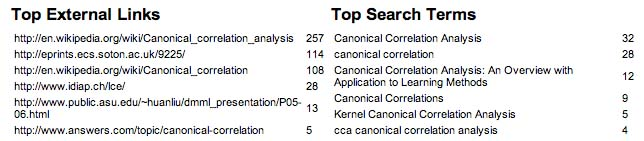 Top External Links
http://en.wikipedia.org/wiki/Canonical_correlation_analysis 257
http://eprints.ecs.soton.ac.uk/9225/ 114
http://en.wikipedia.org/wiki/Canonical_correlation 108
http://www.idiap.ch/lce/ 28
http://www.public.asu.edu/~huanliu/dmml_presentation/P05-
06.html 13
http://www.answers.com/topic/canonical-correlation 5
Top Search Terms
Canonical Correlation Analysis 32
canonical correlation 28
Canonical Correlation Analysis: An Overview with
Application to Learning Methods 12
Canonical Correlations 9
Kernel Canonical Correlation Analysis 5
cca canonical correlation analysis 4